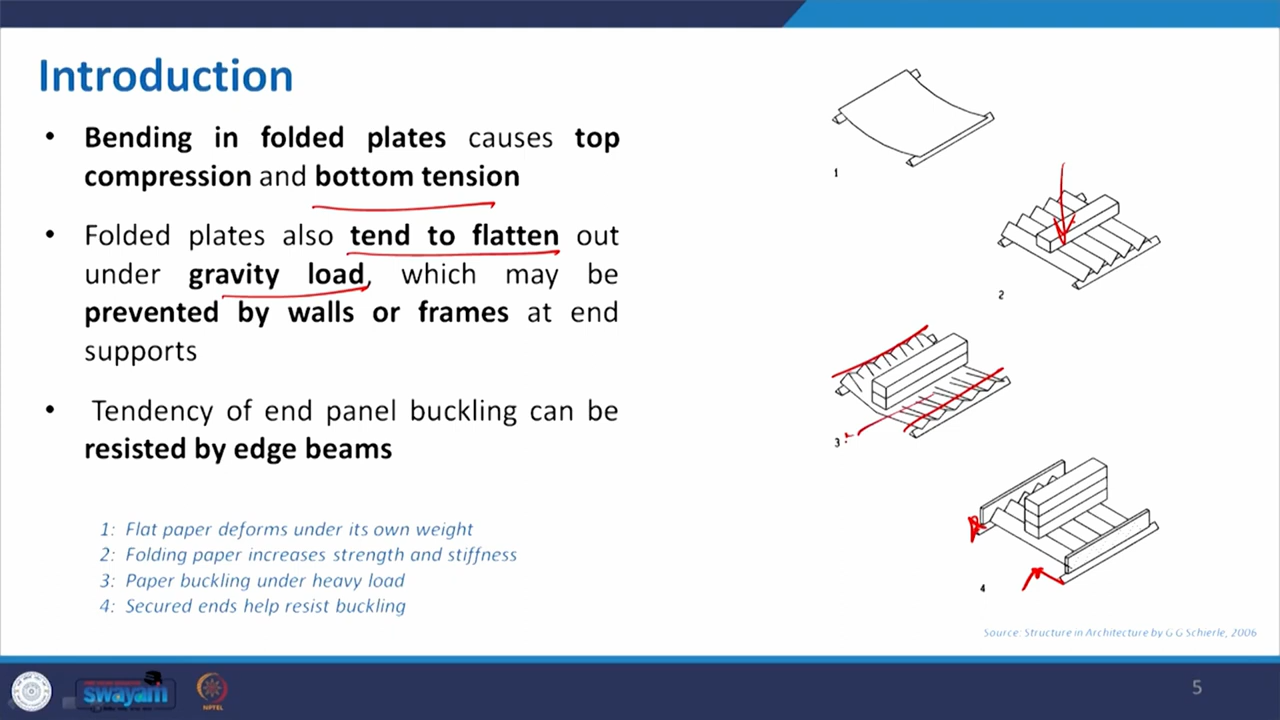 Introduction
• Bending in folded plates causes top
compression and bottom tension
• Folded plates also tend to flatten out
under gravity load, which may be
prevented by walls or frames at end
supports
• Tendency of end panel buckling can be
resisted by edge beams
1: Flat paper deforms under its own weight
2: Folding paper increases strength and stiffness
3: Paper buckling under heavy load
4: Secured ends help resist buckling
1
2
3
4
Source: Structure in Architecture by G G Schierle, 2006
swayam
NPTEL
5